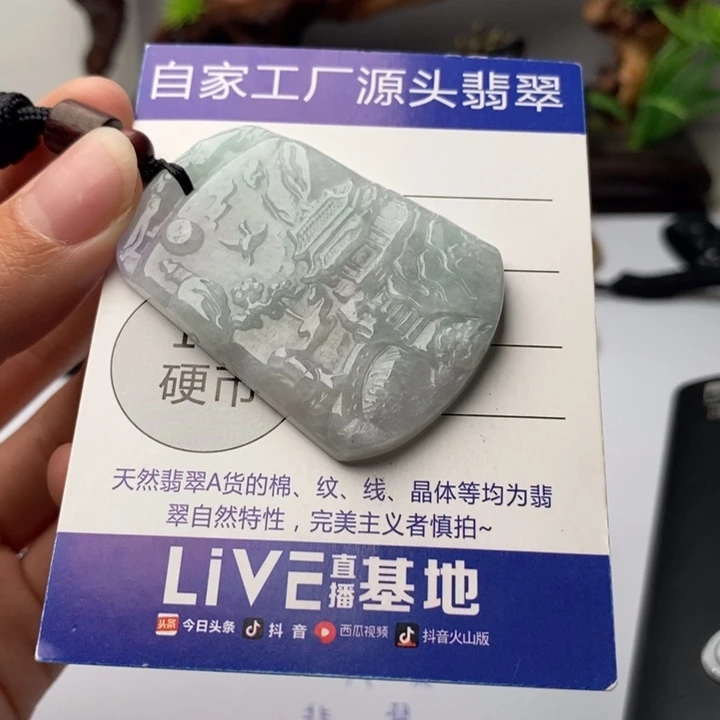 自家工厂源头翡翠
硬币
天然翡翠A货的棉、纹、线、晶体等均为翡
翠自然特性，完美主义者慎拍~
LiVE直播基地
头条 今日头条 抖音 西瓜视频 抖音火山版